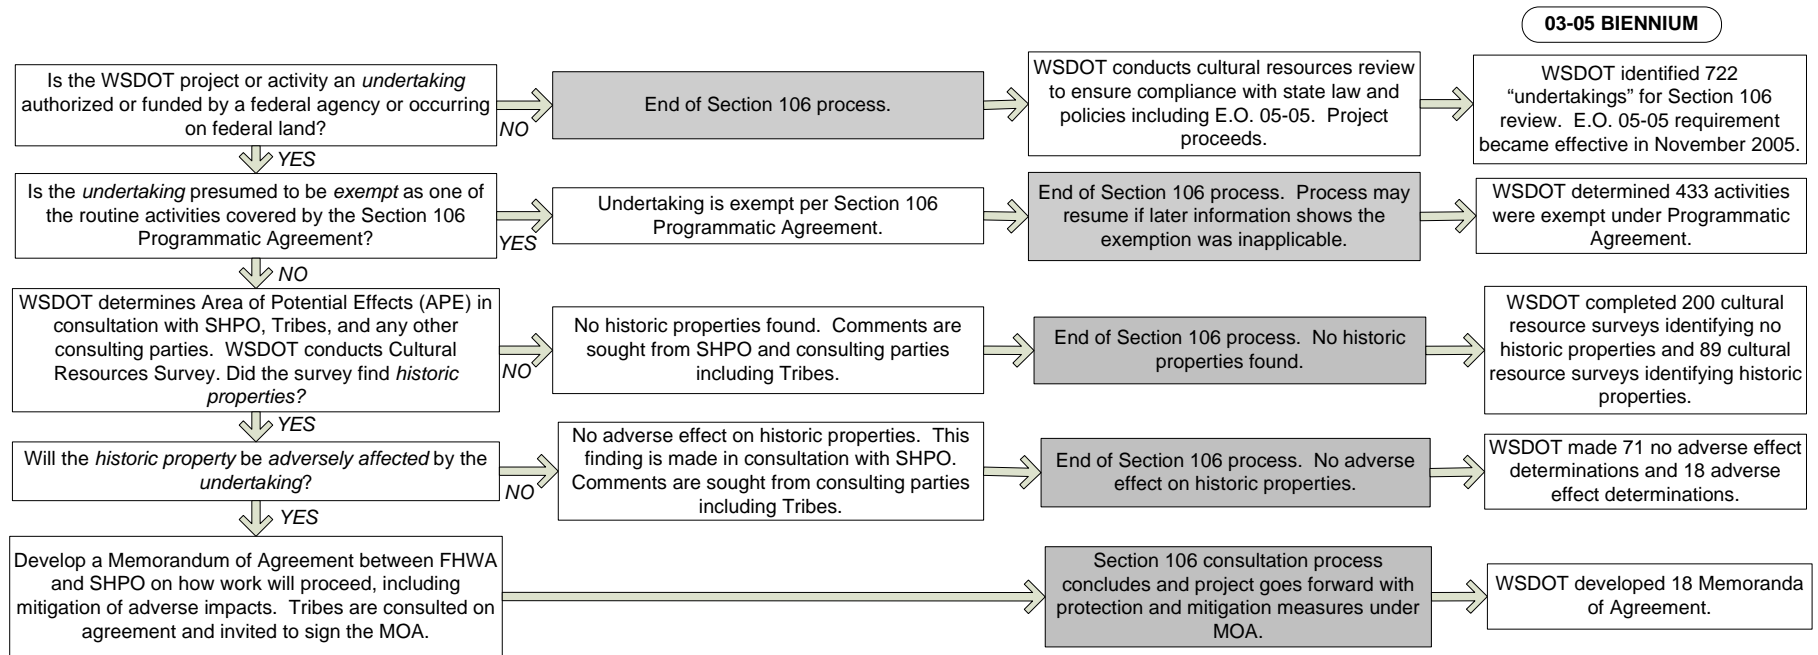 03-05 BIENNIUM
Is the WSDOT project or activity an undertaking
authorized or funded by a federal agency or occurring
on federal land?
NO
End of Section 106 process.
WSDOT conducts cultural resources review
to ensure compliance with state law and
policies including E.O. 05-05.  Project
proceeds.
WSDOT identified 722
“undertakings” for Section 106
review.  E.O. 05-05 requirement
became effective in November 2005.
YES
Is the undertaking presumed to be exempt as one of
the routine activities covered by the Section 106
Programmatic Agreement?
YES
Undertaking is exempt per Section 106
Programmatic Agreement.
End of Section 106 process.  Process may
resume if later information shows the
exemption was inapplicable.
WSDOT determined 433 activities
were exempt under Programmatic
Agreement.
NO
WSDOT determines Area of Potential Effects (APE) in
consultation with SHPO, Tribes, and any other
consulting parties.  WSDOT conducts Cultural
Resources Survey. Did the survey find historic
properties?
NO
No historic properties found.  Comments are
sought from SHPO and consulting parties
including Tribes.
End of Section 106 process.  No historic
properties found.
WSDOT completed 200 cultural
resource surveys identifying no
historic properties and 89 cultural
resource surveys identifying historic
properties.
YES
Will the historic property be adversely affected by the
undertaking?
NO
No adverse effect on historic properties.  This
finding is made in consultation with SHPO.
Comments are sought from consulting parties
including Tribes.
End of Section 106 process.  No adverse
effect on historic properties.
WSDOT made 71 no adverse effect
determinations and 18 adverse
effect determinations.
YES
Develop a Memorandum of Agreement between FHWA
and SHPO on how work will proceed, including
mitigation of adverse impacts.  Tribes are consulted on
agreement and invited to sign the MOA.
Section 106 consultation process
concludes and project goes forward with
protection and mitigation measures under
MOA.
WSDOT developed 18 Memoranda
of Agreement.